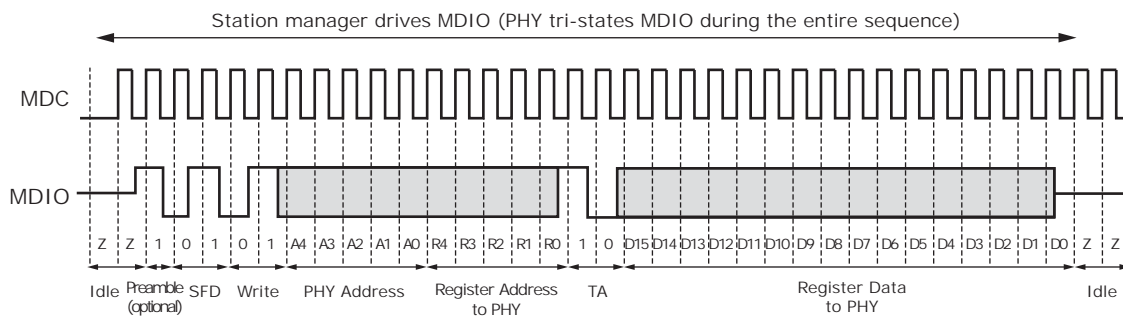 Station manager drives MDIO (PHY tri-states MDIO during the entire sequence)
MDC
MDIO
Z Z 1 0 1 0 1 A4 A3 A2 A1 A0 R4 R3 R2 R1 R0 1 0 D15 D14 D13 D12 D11 D10 D9 D8 D7 D6 D5 D4 D3 D2 D1 D0 Z Z
Idle Preamble (optional) SFD Write PHY Address Register Address to PHY TA Register Data to PHY Idle